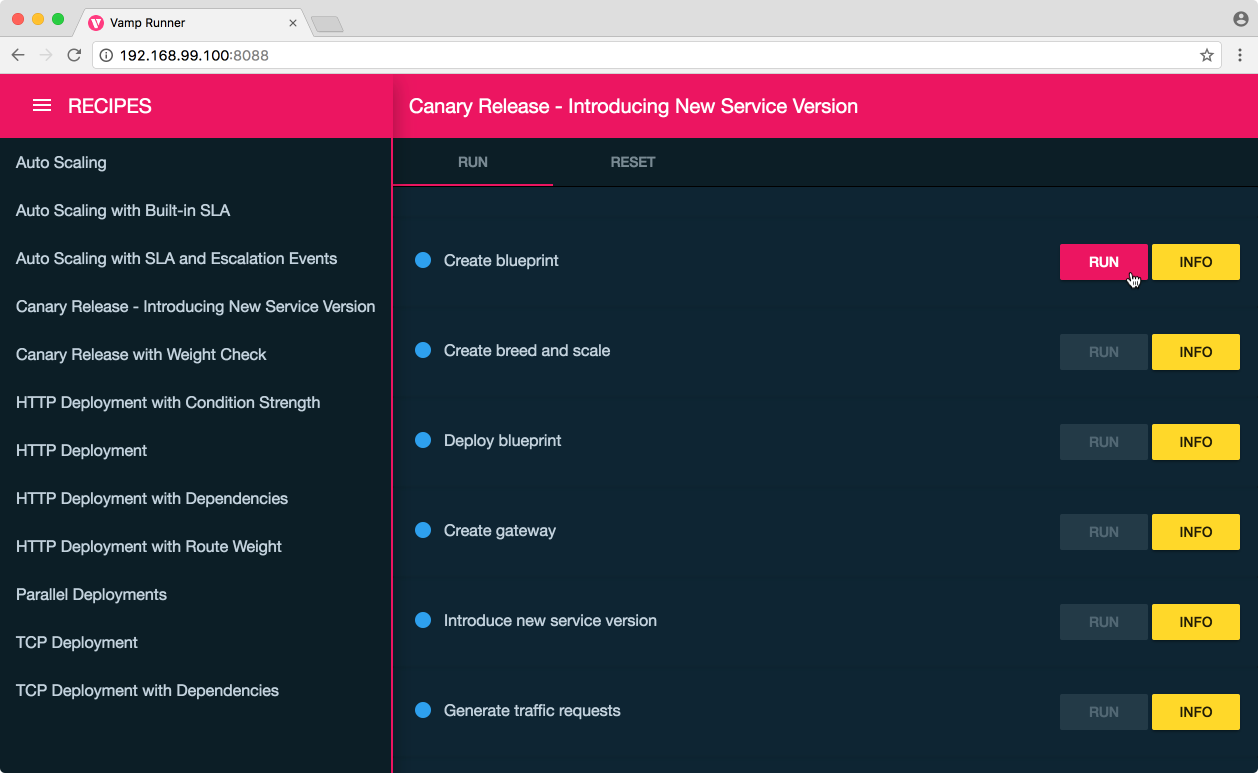 Vamp Runner
192.168.99.100:8088
RECIPES
Canary Release - Introducing New Service Version
Auto Scaling
Auto Scaling with Built-in SLA
Auto Scaling with SLA and Escalation Events
Canary Release - Introducing New Service Version
Canary Release with Weight Check
HTTP Deployment with Condition Strength
HTTP Deployment
HTTP Deployment with Dependencies
HTTP Deployment with Route Weight
Parallel Deployments
TCP Deployment
TCP Deployment with Dependencies
RUN RESET
Create blueprint RUN INFO
Create breed and scale RUN INFO
Deploy blueprint RUN INFO
Create gateway RUN INFO
Introduce new service version RUN INFO
Generate traffic requests RUN INFO